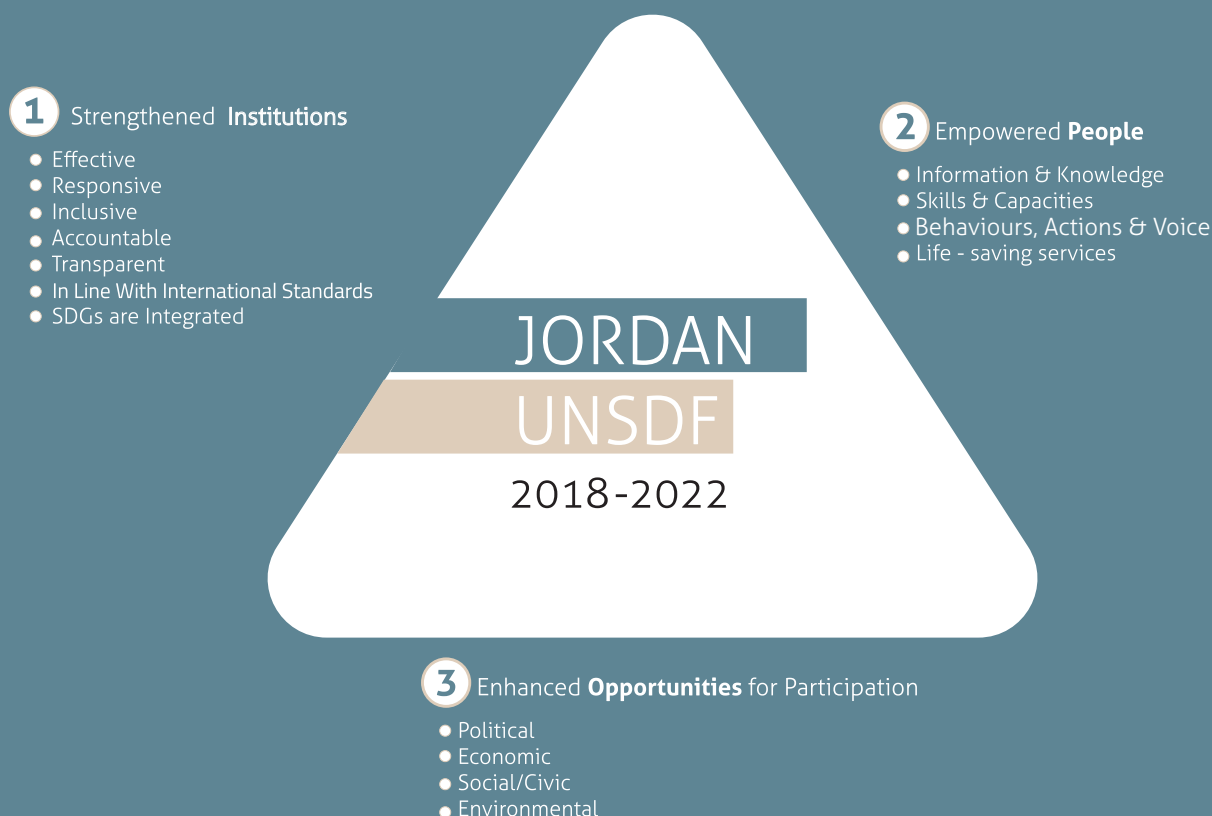 1 Strengthened Institutions
Effective
Responsive
Inclusive
Accountable
Transparent
In Line With International Standards
SDGs are Integrated
2 Empowered People
Information & Knowledge
Skills & Capacities
Behaviours, Actions & Voice
Life - saving services
JORDAN
UNSDF
2018-2022
3 Enhanced Opportunities for Participation
Political
Economic
Social/Civic
Environmental